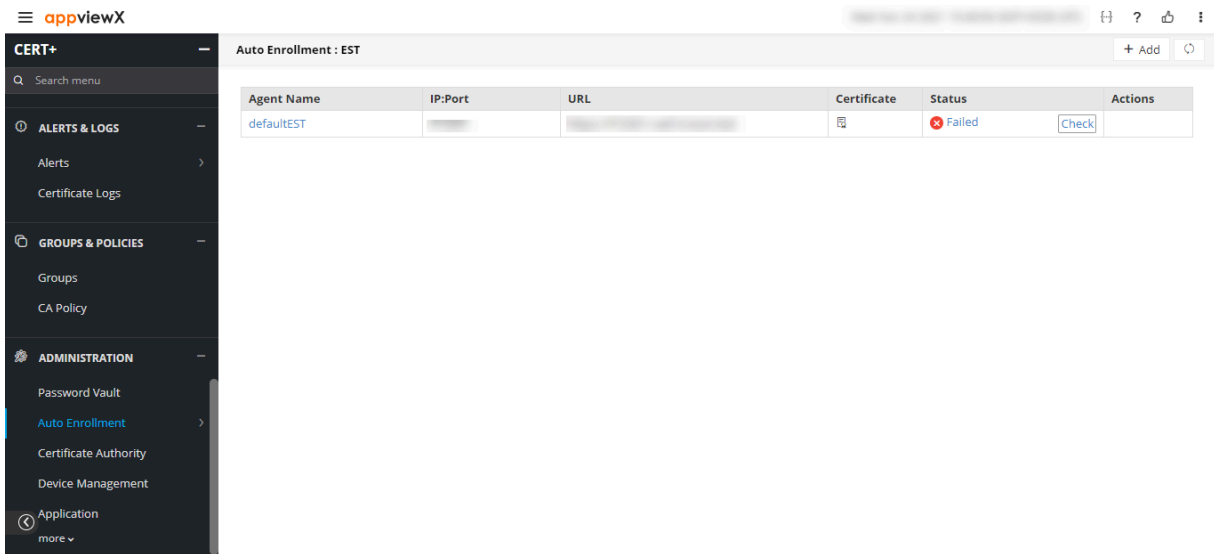 appviewX
?
CERT+
Auto Enrollment : EST
+ Add
Search menu
Agent Name IP:Port URL Certificate Status Actions
defaultEST Failed Check
ALERTS & LOGS
Alerts
Certificate Logs
GROUPS & POLICIES
Groups
CA Policy
ADMINISTRATION
Password Vault
Auto Enrollment
Certificate Authority
Device Management
Application
more